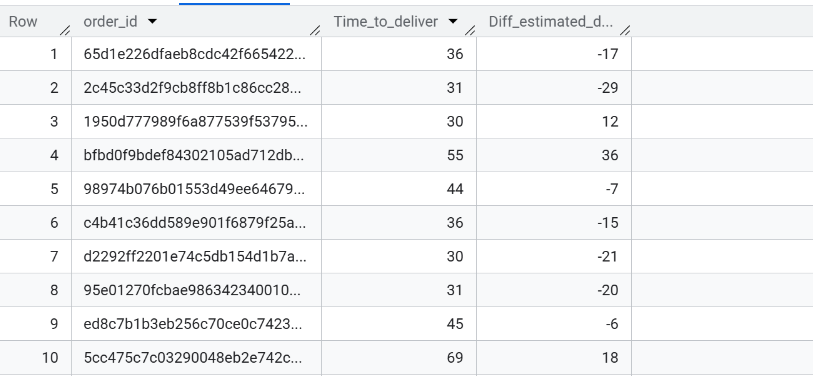 Row order_id Time_to_deliver Diff_estimated_d...
1 65d1e226dfaeb8cdc42f665422... 36 -17
2 2c45c33d2f9cb8ff8b1c86cc28... 31 -29
3 1950d777989f6a877539f53795... 30 12
4 bfbd0f9bdef84302105ad712db... 55 36
5 98974b076b01553d49ee64679... 44 -7
6 c4b41c36dd589e901f6879f25a... 36 -15
7 d2292ff2201e74c5db154d1b7a... 30 -21
8 95e01270fcbae986342340010... 31 -20
9 ed8c7b1b3eb256c70ce0c7423... 45 -6
10 5cc475c7c03290048eb2e742c... 69 18